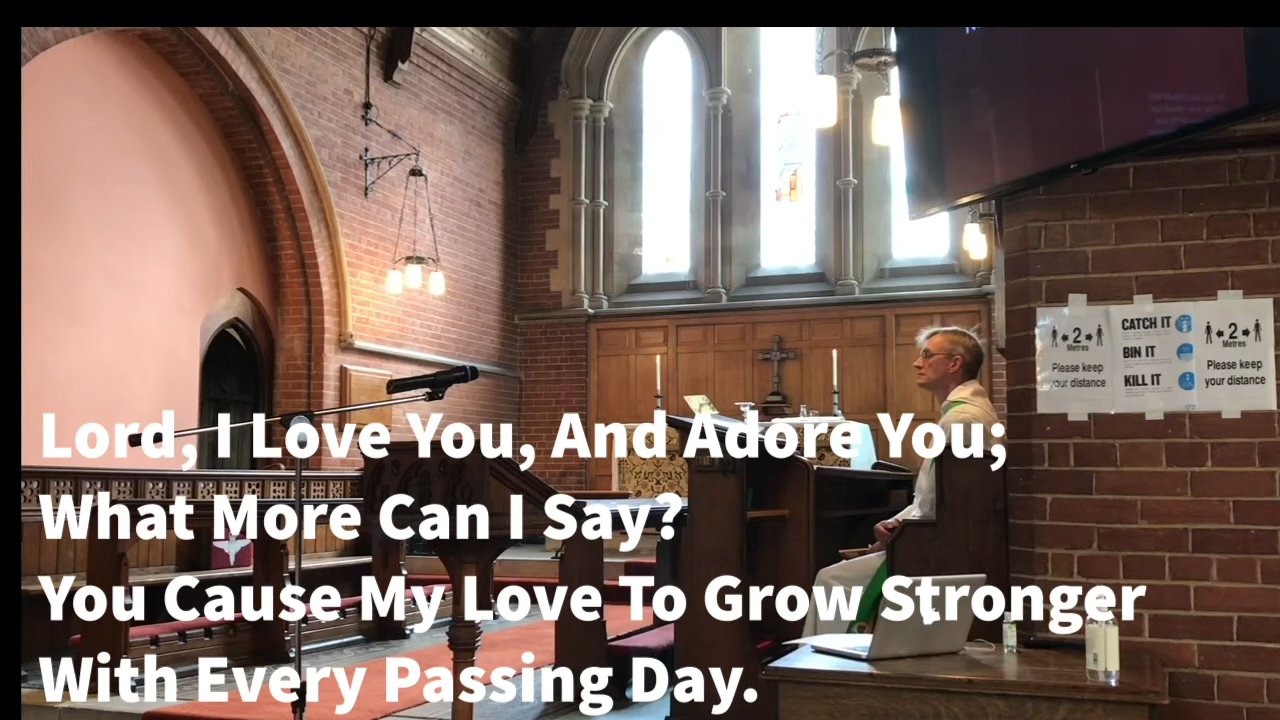 Lord, I Love You, And Adore You;
What More Can I Say?
You Cause My Love To Grow Stronger
With Every Passing Day.
2
Metres
Please keep
your distance
CATCH IT
BIN IT
KILL IT
2
Metres
Please keep
your distance